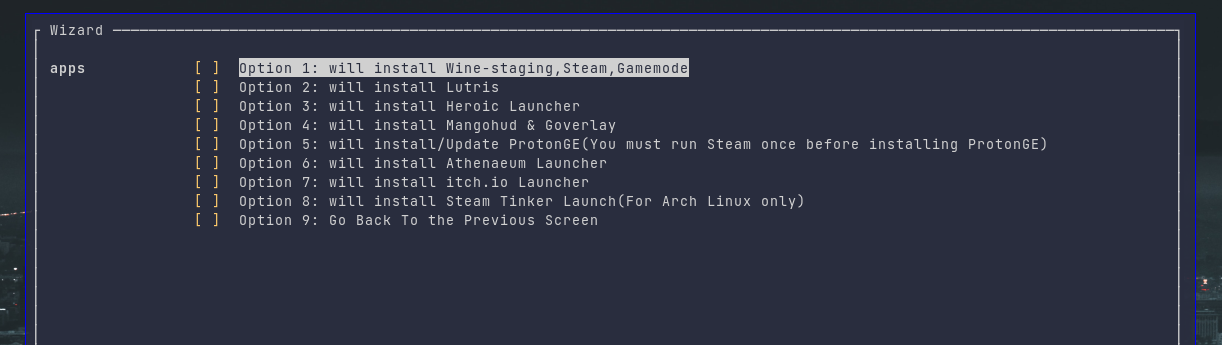 Wizard
apps [ ] Option 1: will install Wine-staging,Steam,Gamemode
[ ] Option 2: will install Lutris
[ ] Option 3: will install Heroic Launcher
[ ] Option 4: will install Mangohud & Goverlay
[ ] Option 5: will install/Update ProtonGE(You must run Steam once before installing ProtonGE)
[ ] Option 6: will install Athenaeum Launcher
[ ] Option 7: will install itch.io Launcher
[ ] Option 8: will install Steam Tinker Launch(For Arch Linux only)
[ ] Option 9: Go Back To the Previous Screen